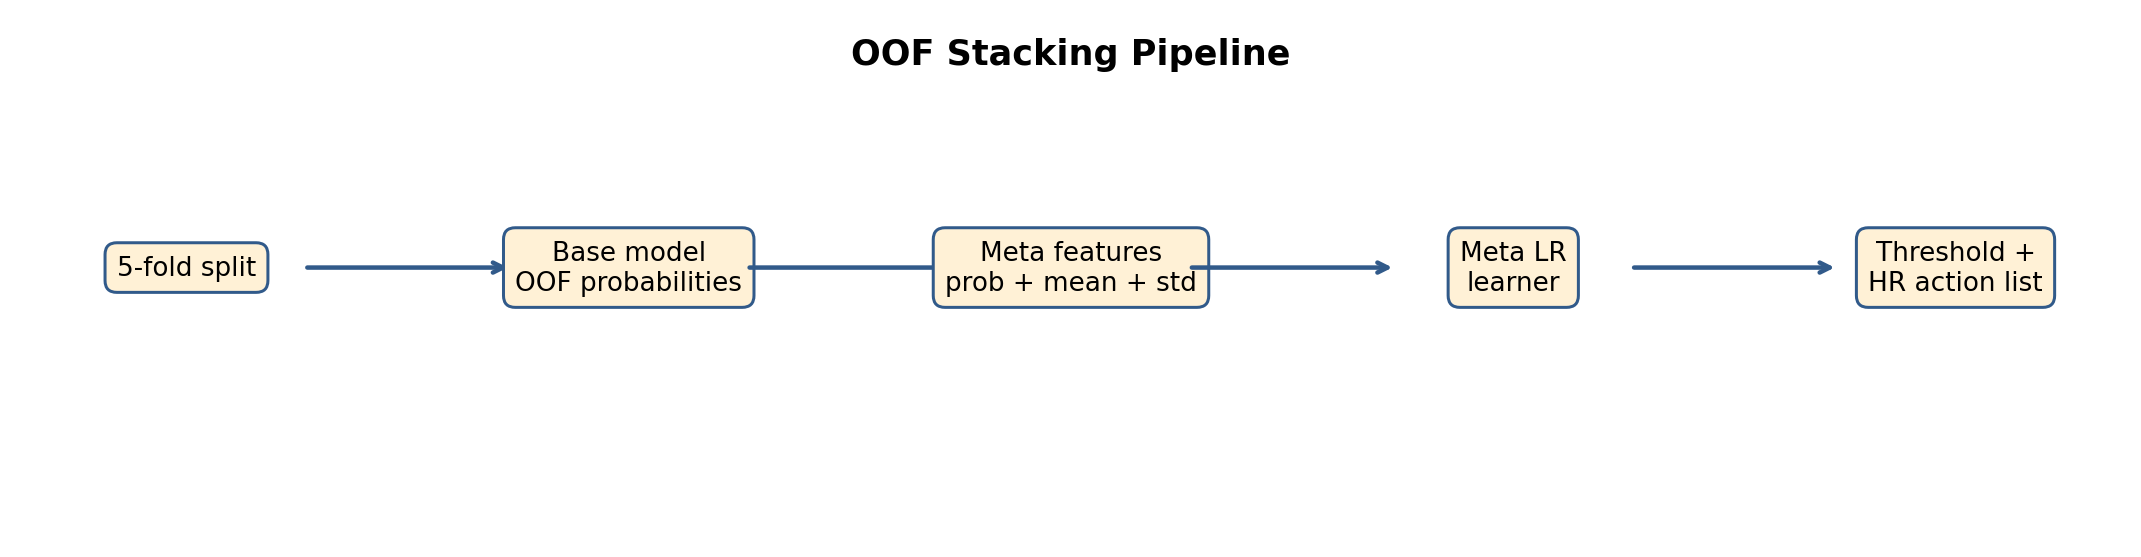 OOF Stacking Pipeline
5-fold split
Base model
OOF probabilities
Meta features
prob + mean + std
Meta LR
learner
Threshold +
HR action list